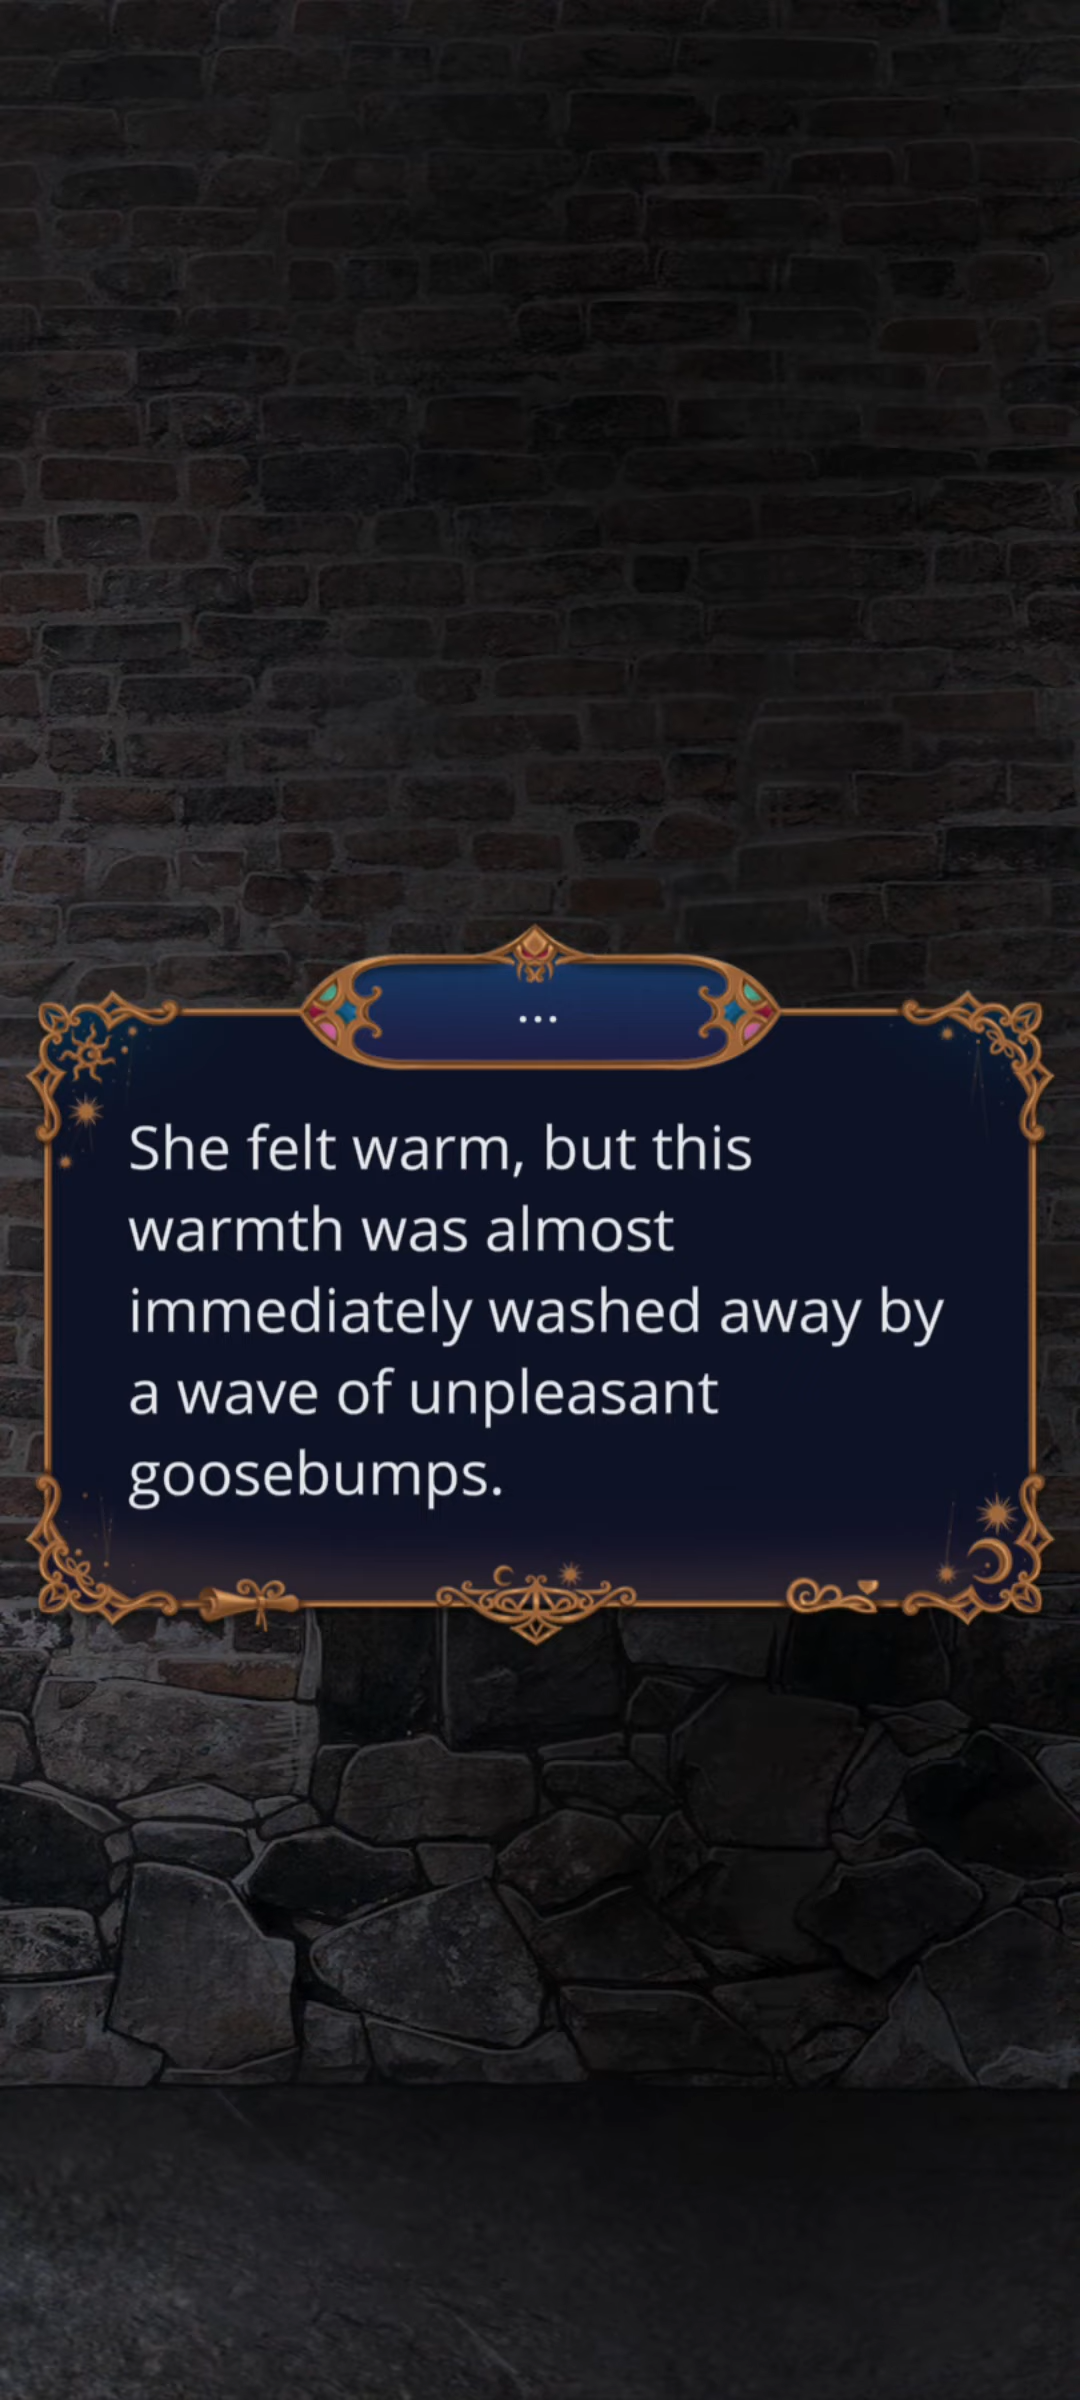 ...
She felt warm, but this
warmth was almost
immediately washed away by
a wave of unpleasant
goosebumps.